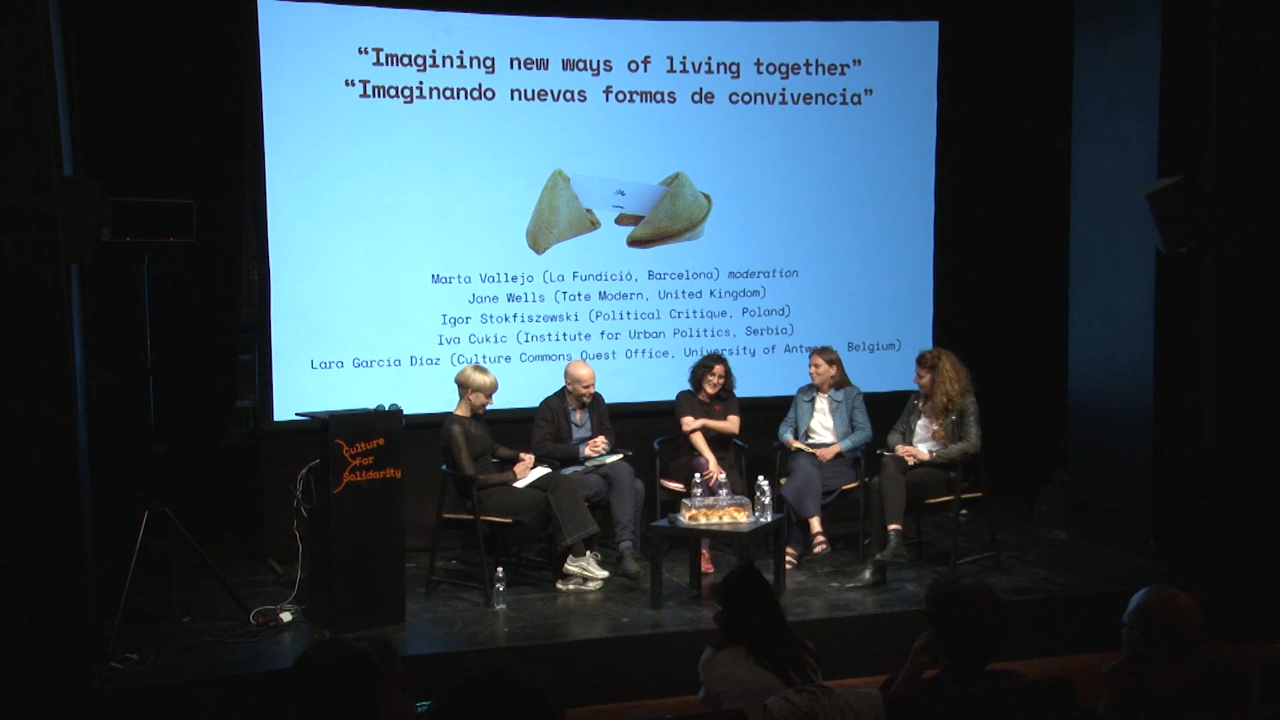 “Imagining new ways of living together”
“Imaginando nuevas formas de convivencia”
Marta Vallejo (La Fundició, Barcelona) moderation
Jane Wells (Tate Modern, United Kingdom)
Igor Stokfiszewski (Political Critique, Poland)
Iva Cukic (Institute for Urban Politics, Serbia)
Lara García Díaz (Culture Commons Quest Office, University of Antwerp, Belgium)
Culture
for
Solidarity